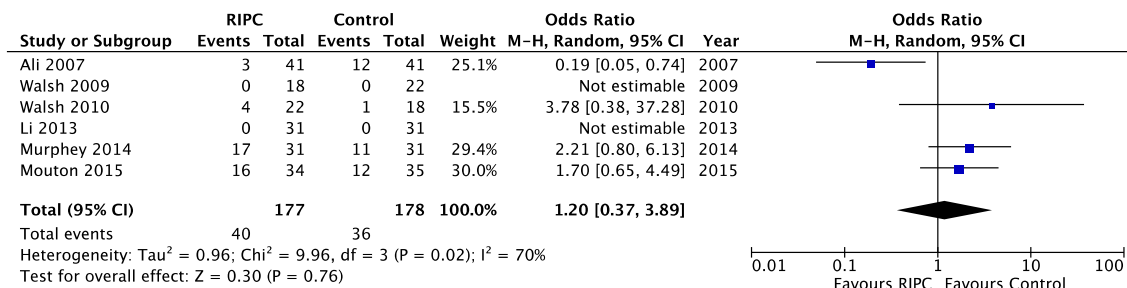 RIPC Control Odds Ratio Odds Ratio
Study or Subgroup Events Total Events Total Weight M-H, Random, 95% CI Year M-H, Random, 95% CI
Ali 2007 3 41 12 41 25.1% 0.19 [0.05, 0.74] 2007
Walsh 2009 0 18 0 22 Not estimable 2009
Walsh 2010 4 22 1 18 15.5% 3.78 [0.38, 37.28] 2010
Li 2013 0 31 0 31 Not estimable 2013
Murphey 2014 17 31 11 31 29.4% 2.21 [0.80, 6.13] 2014
Mouton 2015 16 34 12 35 30.0% 1.70 [0.65, 4.49] 2015
Total (95% CI) 177 178 100.0% 1.20 [0.37, 3.89]
Total events 40 36
Heterogeneity: Tau² = 0.96; Chi² = 9.96, df = 3 (P = 0.02); I² = 70%
Test for overall effect: Z = 0.30 (P = 0.76)
0.01 0.1 1 10 100
Favours RIPC Favours Control